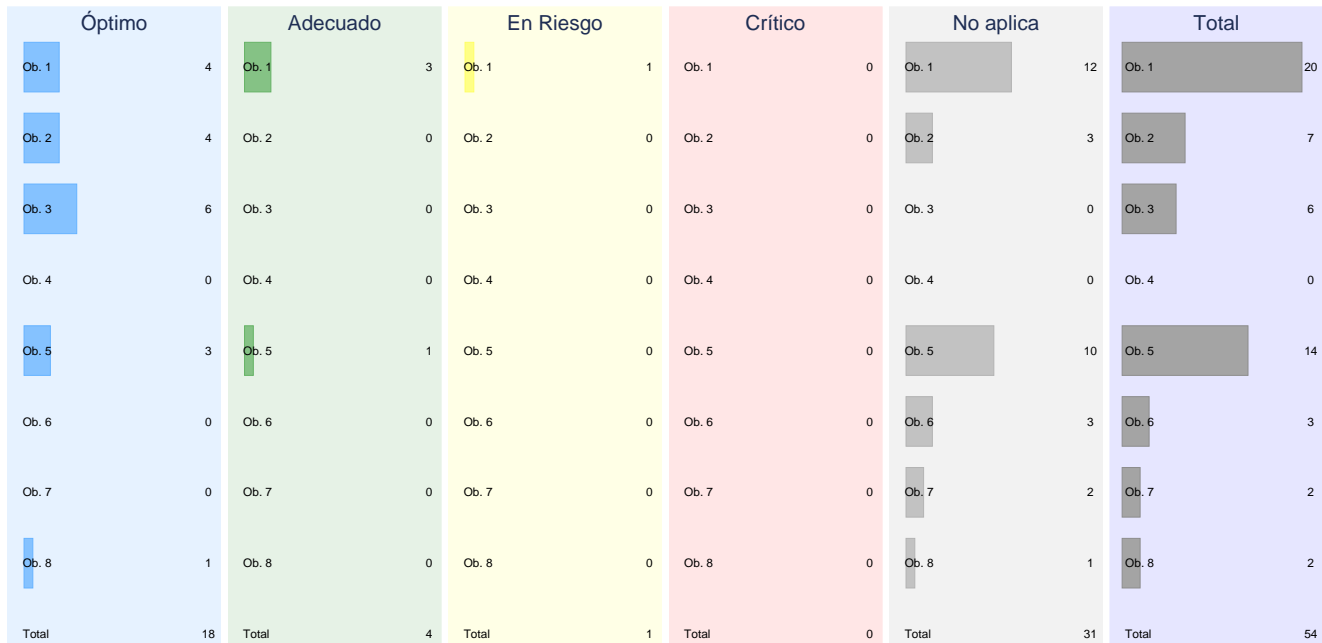 Óptimo Adecuado En Riesgo Crítico No aplica Total
Ob. 1 4 Ob. 1 3 Ob. 1 1 Ob. 1 0 Ob. 1 12 Ob. 1 20
Ob. 2 4 Ob. 2 0 Ob. 2 0 Ob. 2 0 Ob. 2 3 Ob. 2 7
Ob. 3 6 Ob. 3 0 Ob. 3 0 Ob. 3 0 Ob. 3 0 Ob. 3 6
Ob. 4 0 Ob. 4 0 Ob. 4 0 Ob. 4 0 Ob. 4 0 Ob. 4 0
Ob. 5 3 Ob. 5 1 Ob. 5 0 Ob. 5 0 Ob. 5 10 Ob. 5 14
Ob. 6 0 Ob. 6 0 Ob. 6 0 Ob. 6 0 Ob. 6 3 Ob. 6 3
Ob. 7 0 Ob. 7 0 Ob. 7 0 Ob. 7 0 Ob. 7 2 Ob. 7 2
Ob. 8 1 Ob. 8 0 Ob. 8 0 Ob. 8 0 Ob. 8 1 Ob. 8 2
Total 18 Total 4 Total 1 Total 0 Total 31 Total 54